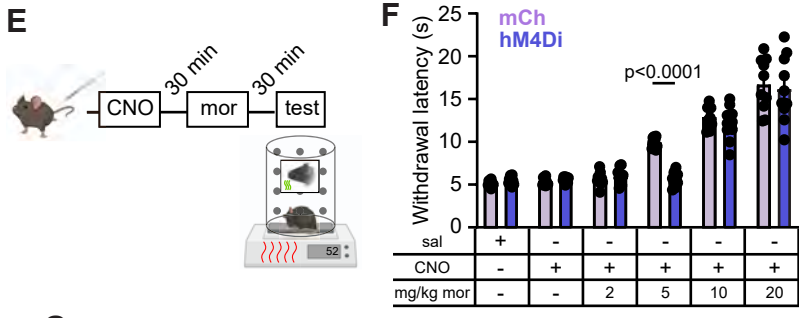 E
30 min
30 min
CNO
mor
test
52
F
mCh
hM4Di
Withdrawal latency (s)
25
20
15
10
5
0
p<0.0001
sal + - - - - -
CNO - + + + + +
mg/kg mor - - 2 5 10 20